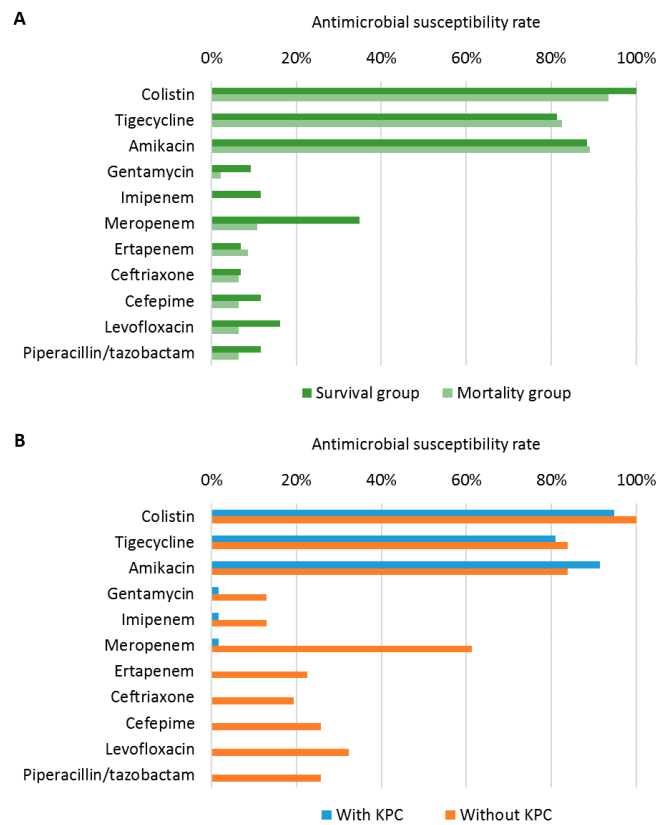 A
Antimicrobial susceptibility rate
0% 20% 40% 60% 80% 100%
Colistin
Tigecycline
Amikacin
Gentamycin
Imipenem
Meropenem
Ertapenem
Ceftriaxone
Cefepime
Levofloxacin
Piperacillin/tazobactam
Survival group Mortality group
B
Antimicrobial susceptibility rate
0% 20% 40% 60% 80% 100%
Colistin
Tigecycline
Amikacin
Gentamycin
Imipenem
Meropenem
Ertapenem
Ceftriaxone
Cefepime
Levofloxacin
Piperacillin/tazobactam
With KPC Without KPC